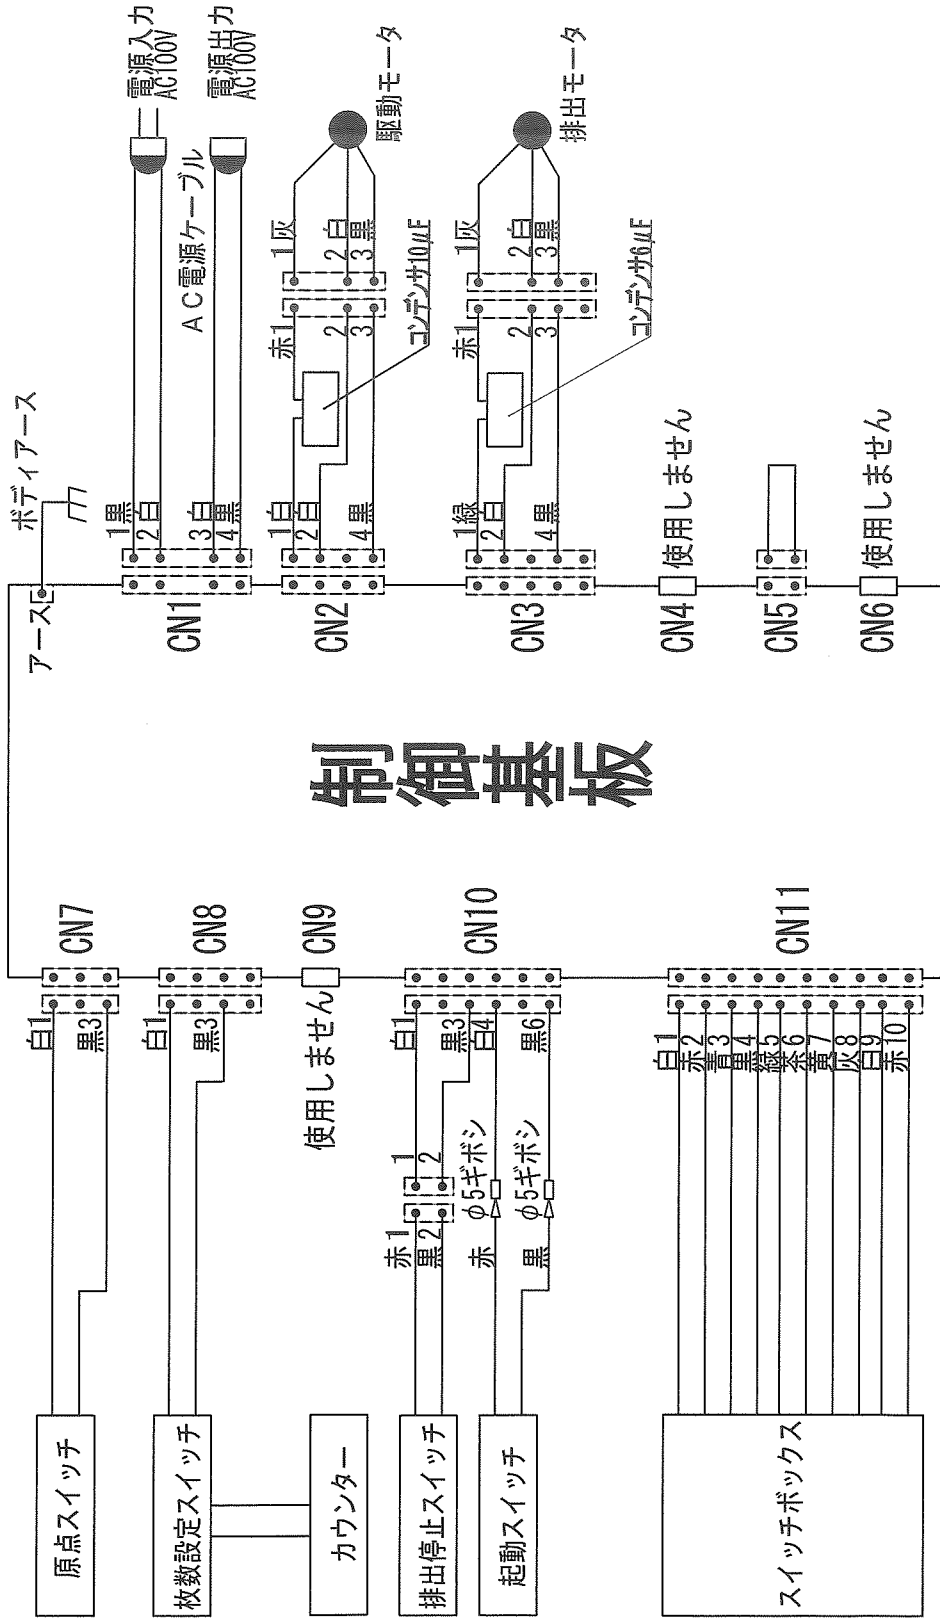 原点スイッチ
白1
黒3
CN7
枚数設定スイッチ
白1
黒3
CN8
カウンター
使用しません
CN9
排出停止スイッチ
赤1
黒2
1
2
白1
黒3
CN10
起動スイッチ
赤
黒
φ5ギボシ
φ5ギボシ
白4
黒6
スイッチボックス
白1
赤2
青3
黒4
緑5
茶6
黄7
灰8
白9
赤10
CN11
制御基板
アース
ボディアース
CN1
1黒
2白
3白
4黒
AC電源ケーブル
電源入力
AC100V
電源出力
AC100V
CN2
1白
2白
4黒
赤1
2
3
コンデンサ10μF
1灰
2白
3黒
駆動モータ
CN3
1緑
2白
4黒
赤1
2
3
コンデンサ6μF
1灰
2白
3黒
排出モータ
CN4
使用しません
CN5
CN6
使用しません